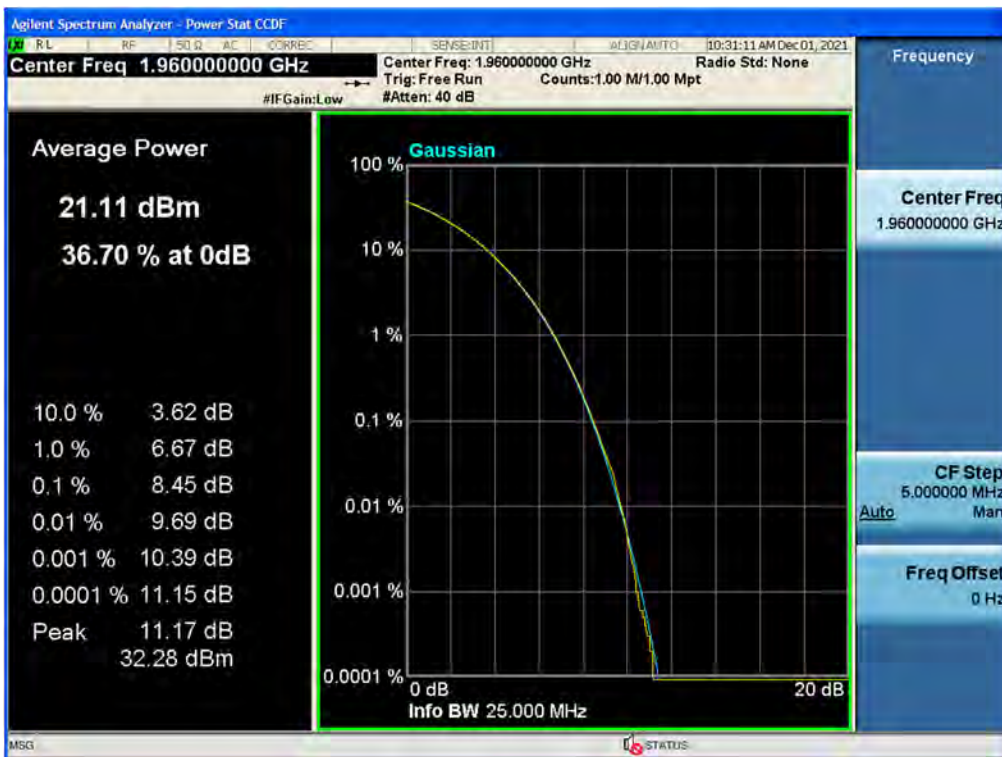 Agilent Spectrum Analyzer - Power Stat CCDF
LXI RL RF 50 Ω AC CORREC SENSE:INT ALIGN AUTO 10:31:11 AM Dec 01, 2021
Center Freq 1.960000000 GHz
Center Freq: 1.960000000 GHz Radio Std: None
Trig: Free Run Counts:1.00 M/1.00 Mpt
#IFGain:Low #Atten: 40 dB
Frequency
Average Power
21.11 dBm
36.70 % at 0dB
10.0 % 3.62 dB
1.0 % 6.67 dB
0.1 % 8.45 dB
0.01 % 9.69 dB
0.001 % 10.39 dB
0.0001 % 11.15 dB
Peak 11.17 dB
32.28 dBm
Gaussian
100 %
10 %
1 %
0.1 %
0.01 %
0.001 %
0.0001 %
0 dB 20 dB
Info BW 25.000 MHz
Center Freq
1.960000000 GHz
CF Step
5.000000 MHz
Auto Man
Freq Offset
0 Hz
MSG STATUS